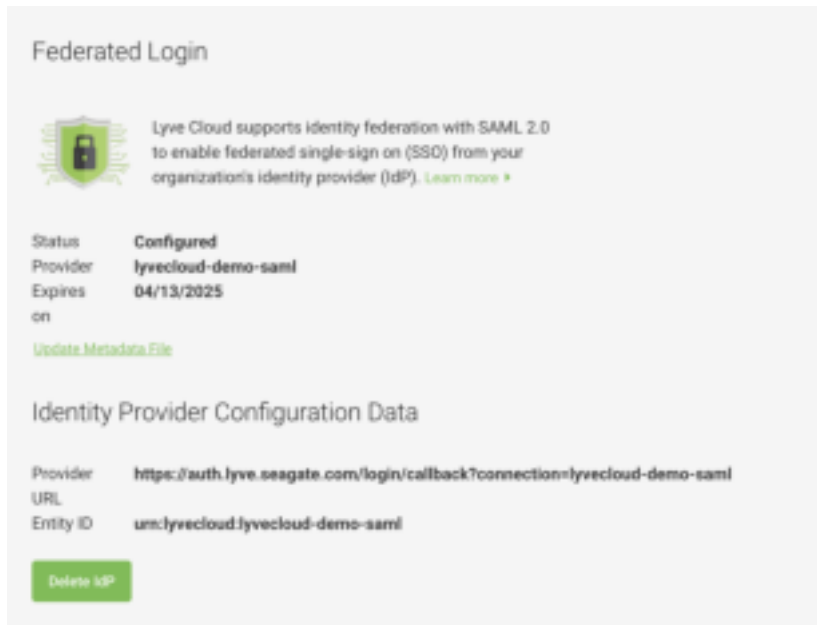 Federated Login
Lyve Cloud supports identity federation with SAML 2.0
to enable federated single-sign on (SSO) from your
organization's identity provider (IdP). Learn more
Status Configured
Provider lyvecloud-demo-saml
Expires 04/13/2025
on
Update Metadata File
Identity Provider Configuration Data
Provider https://auth.lyve.seagate.com/login/callback?connection=lyvecloud-demo-saml
URL
Entity ID urn:lyvecloud:lyvecloud-demo-saml
Delete IdP